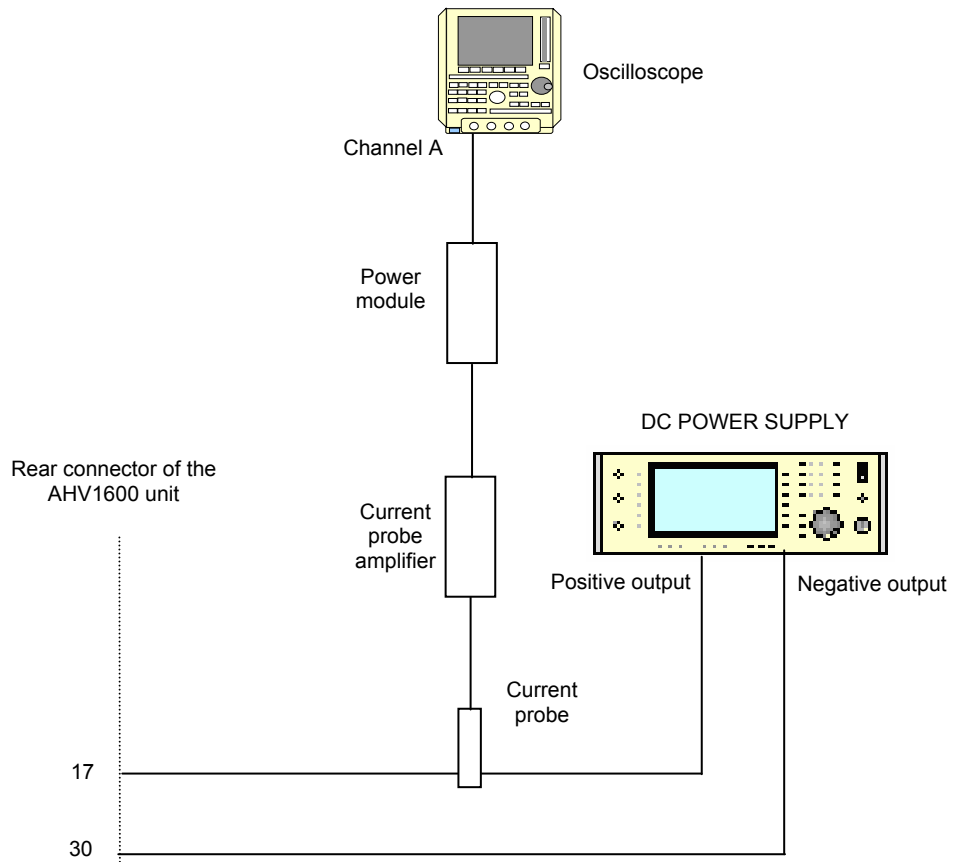 Oscilloscope
Channel A
Power
module
DC POWER SUPPLY
Rear connector of the
AHV1600 unit
Current
probe
amplifier
Positive output
Negative output
Current
probe
17
30